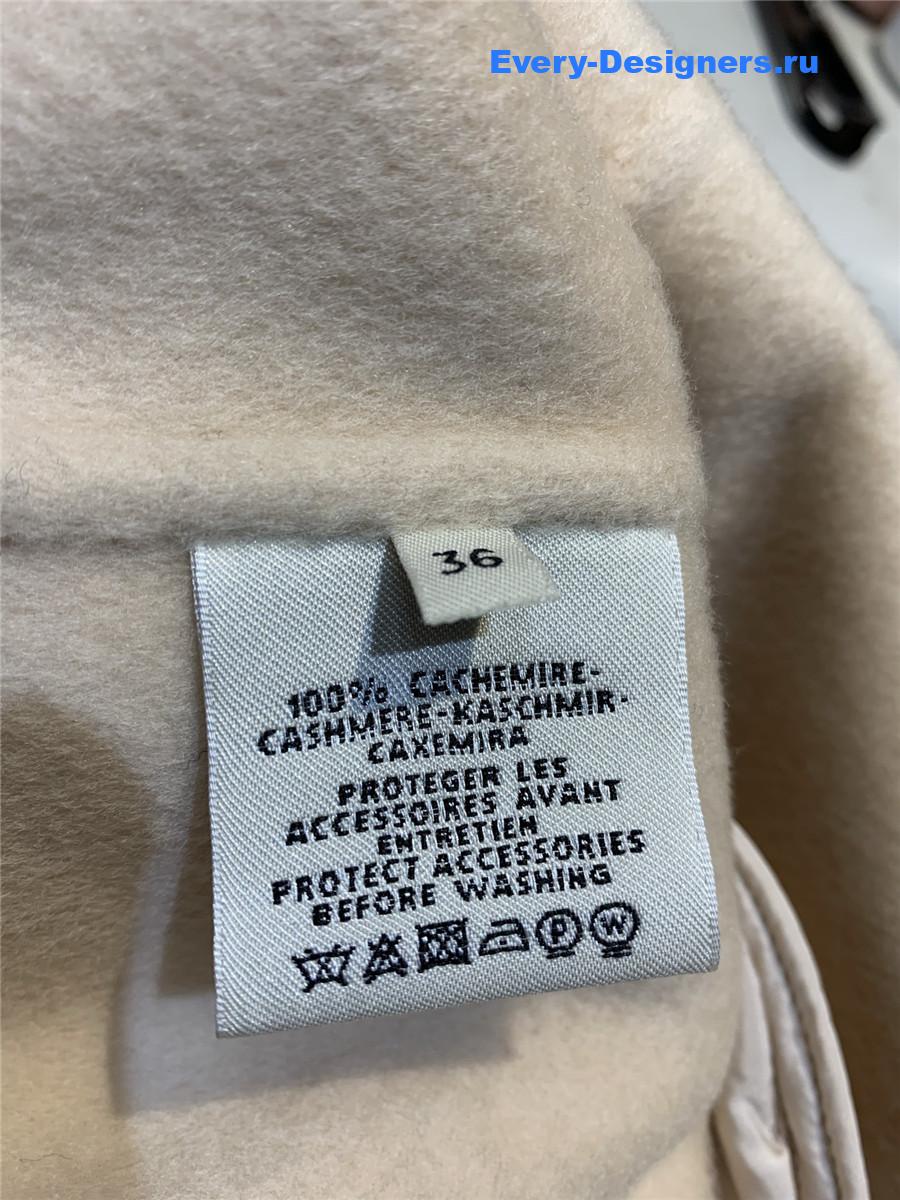 Every-Designers.ru
36
100% CACHEMIRE-
CASHMERE-KASCHMIR-
CAXEMIRA
PROTEGER LES
ACCESSOIRES AVANT
ENTRETIEN
PROTECT ACCESSORIES
BEFORE WASHING
P W